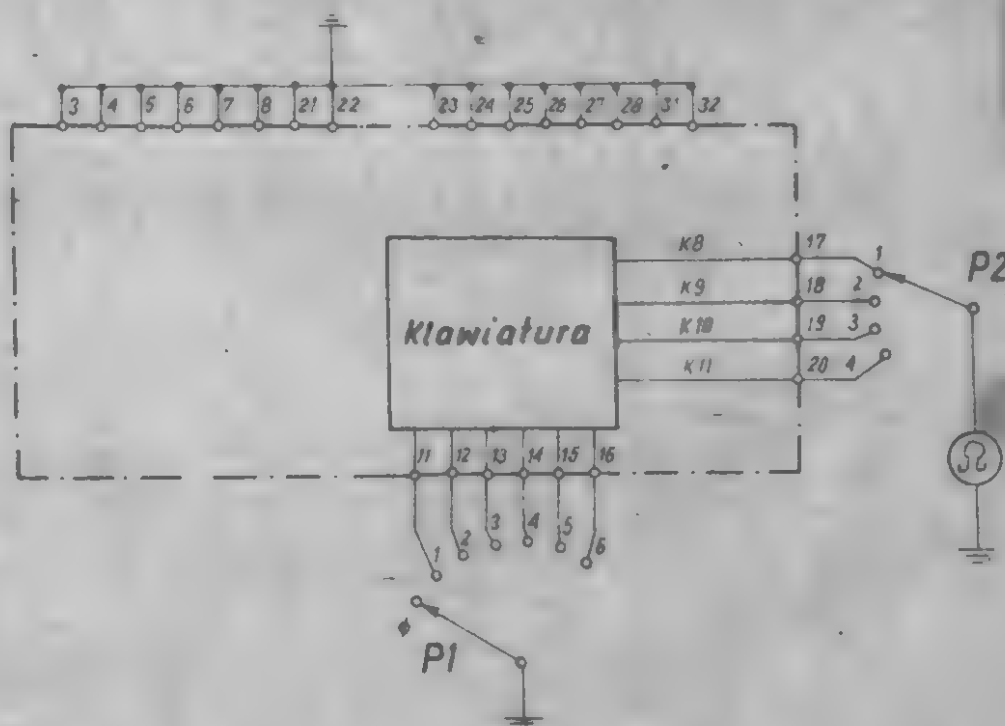 3 4 5 6 7 8 21 22 23 24 25 26 27 28 31 32
K8 17 1 P2
K9 18 2
Klawiatura
K10 19 3
K11 20 4
11 12 13 14 15 16
Ω
1 2 3 4 5 6
ϕ P1